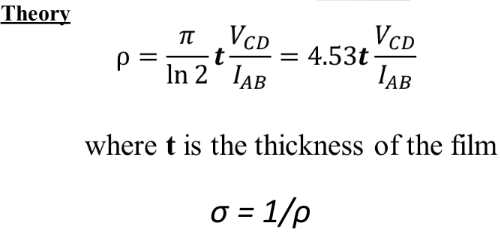 Theory
ρ = π/ln 2 t V_CD/I_AB = 4.53t V_CD/I_AB
where t is the thickness of the film
σ = 1/ρ